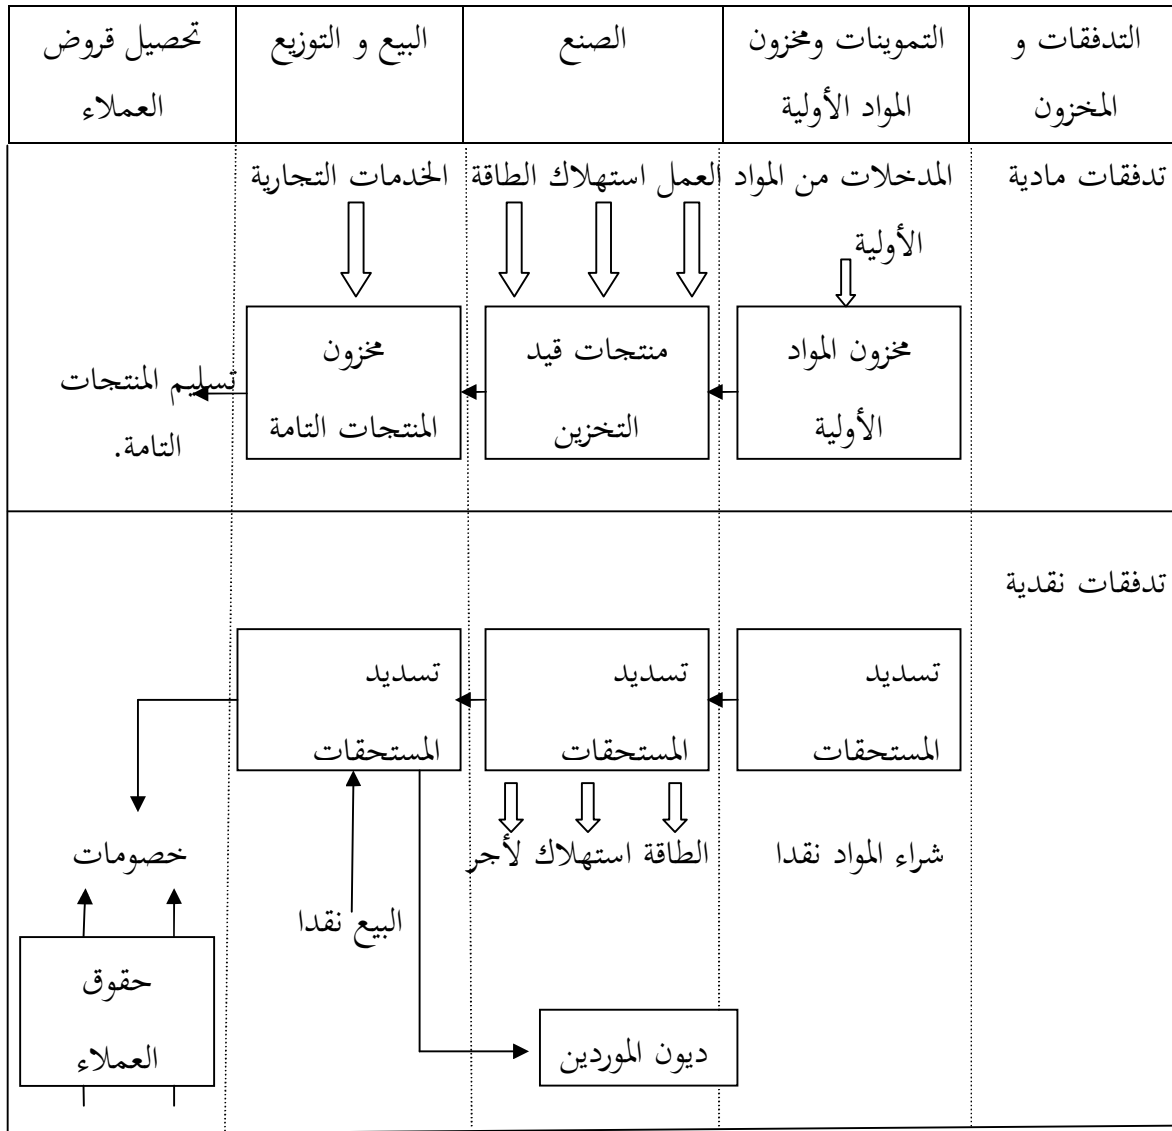 التدفقات و
المخزون
التموينات ومخزون
المواد الأولية
الصنع
البيع و التوزيع
تحصيل قروض
العملاء
تدفقات مادية
المدخلات من المواد
الأولية
العمل استهلاك الطاقة
الخدمات التجارية
مخزون المواد
الأولية
منتجات قيد
التخزين
مخزون
المنتجات التامة
تسليم المنتجات
التامة.
تدفقات نقدية
تسديد
المستحقات
تسديد
المستحقات
تسديد
المستحقات
شراء المواد نقدا
الطاقة استهلاك لأجر
خصومات
البيع نقدا
حقوق
العملاء
ديون الموردين